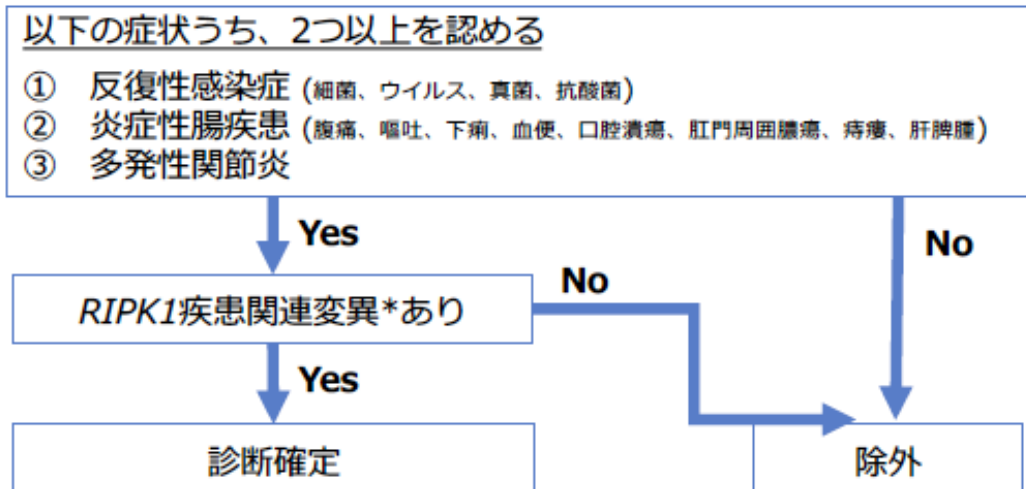 以下の症状うち、2つ以上を認める
① 反復性感染症 (細菌、ウイルス、真菌、抗酸菌)
② 炎症性腸疾患 (腹痛、嘔吐、下痢、血便、口腔潰瘍、肛門周囲膿瘍、痔瘻、肝脾腫)
③ 多発性関節炎
Yes
No
RIPK1疾患関連変異*あり
No
Yes
診断確定
除外